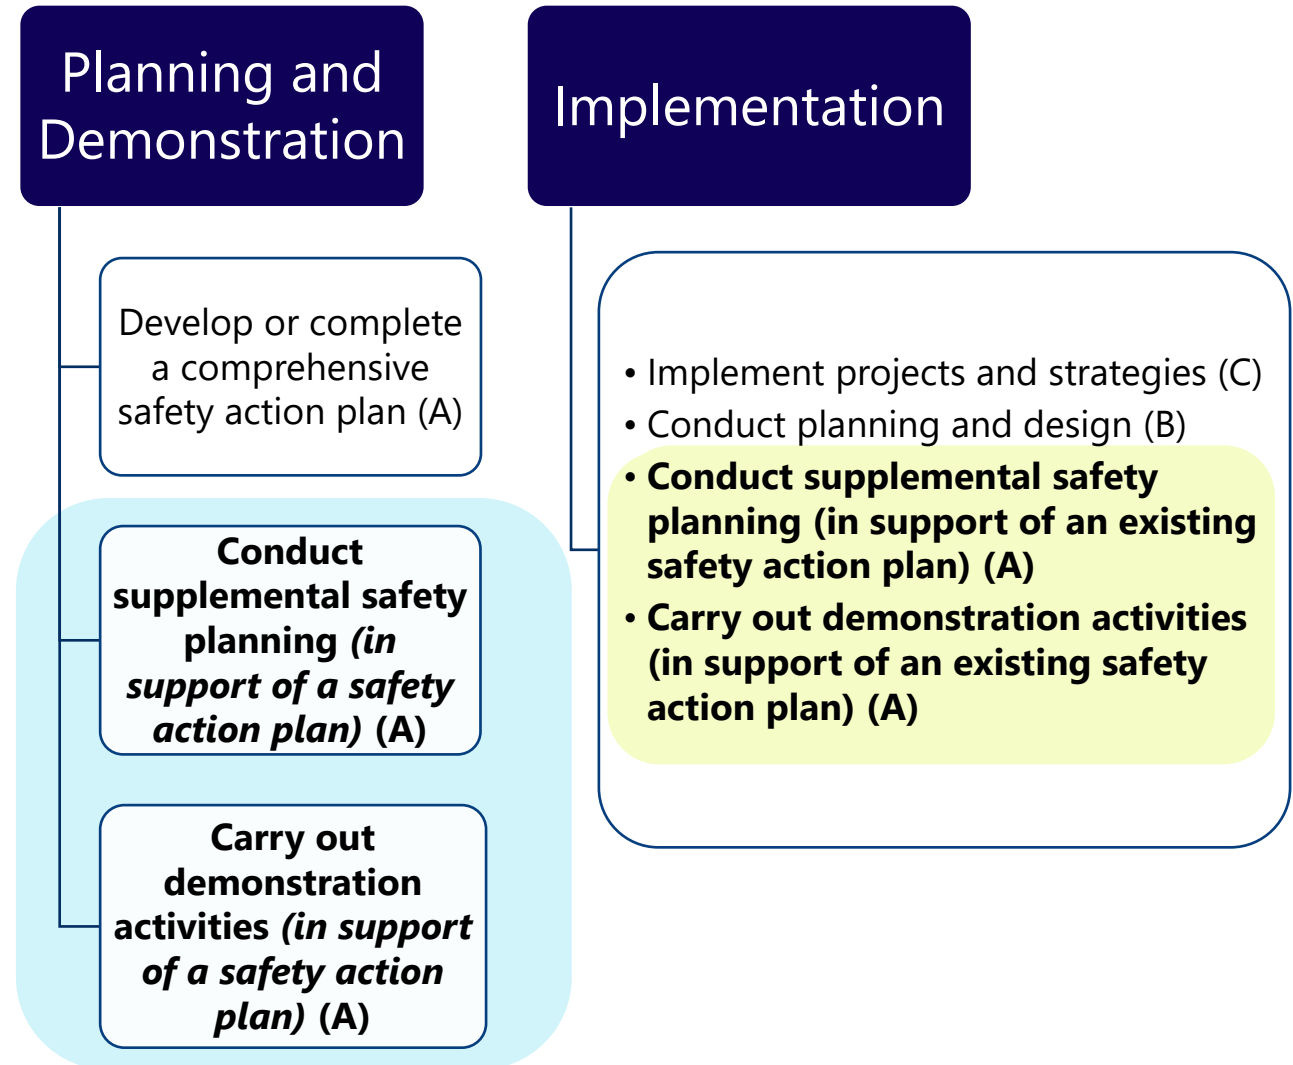 Planning and
Demonstration
Develop or complete
a comprehensive
safety action plan (A)
Conduct
supplemental safety
planning (in
support of a safety
action plan) (A)
Carry out
demonstration
activities (in support
of a safety action
plan) (A)
Implementation
• Implement projects and strategies (C)
• Conduct planning and design (B)
• Conduct supplemental safety
planning (in support of an existing
safety action plan) (A)
• Carry out demonstration activities
(in support of an existing safety
action plan) (A)